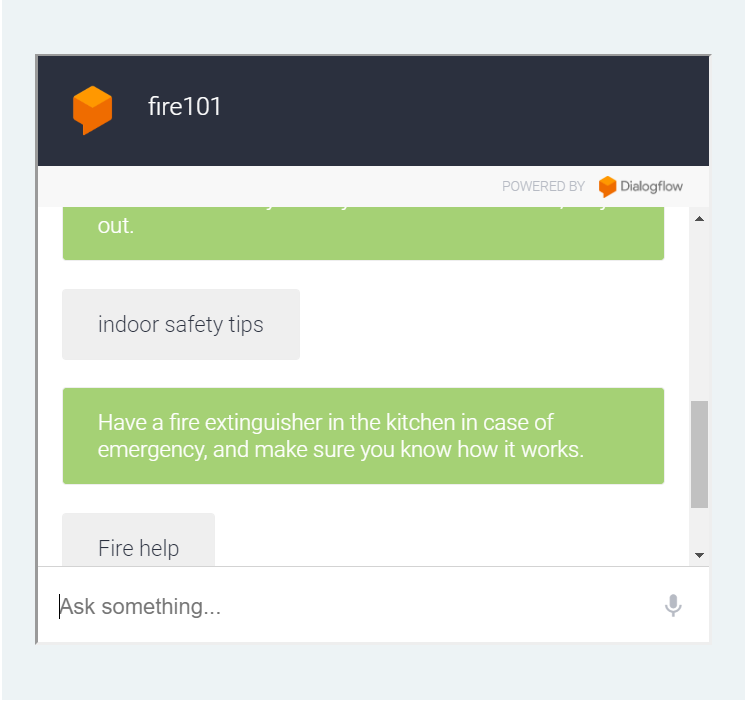 fire101
POWERED BY Dialogflow
out.
indoor safety tips
Have a fire extinguisher in the kitchen in case of
emergency, and make sure you know how it works.
Fire help
Ask something...